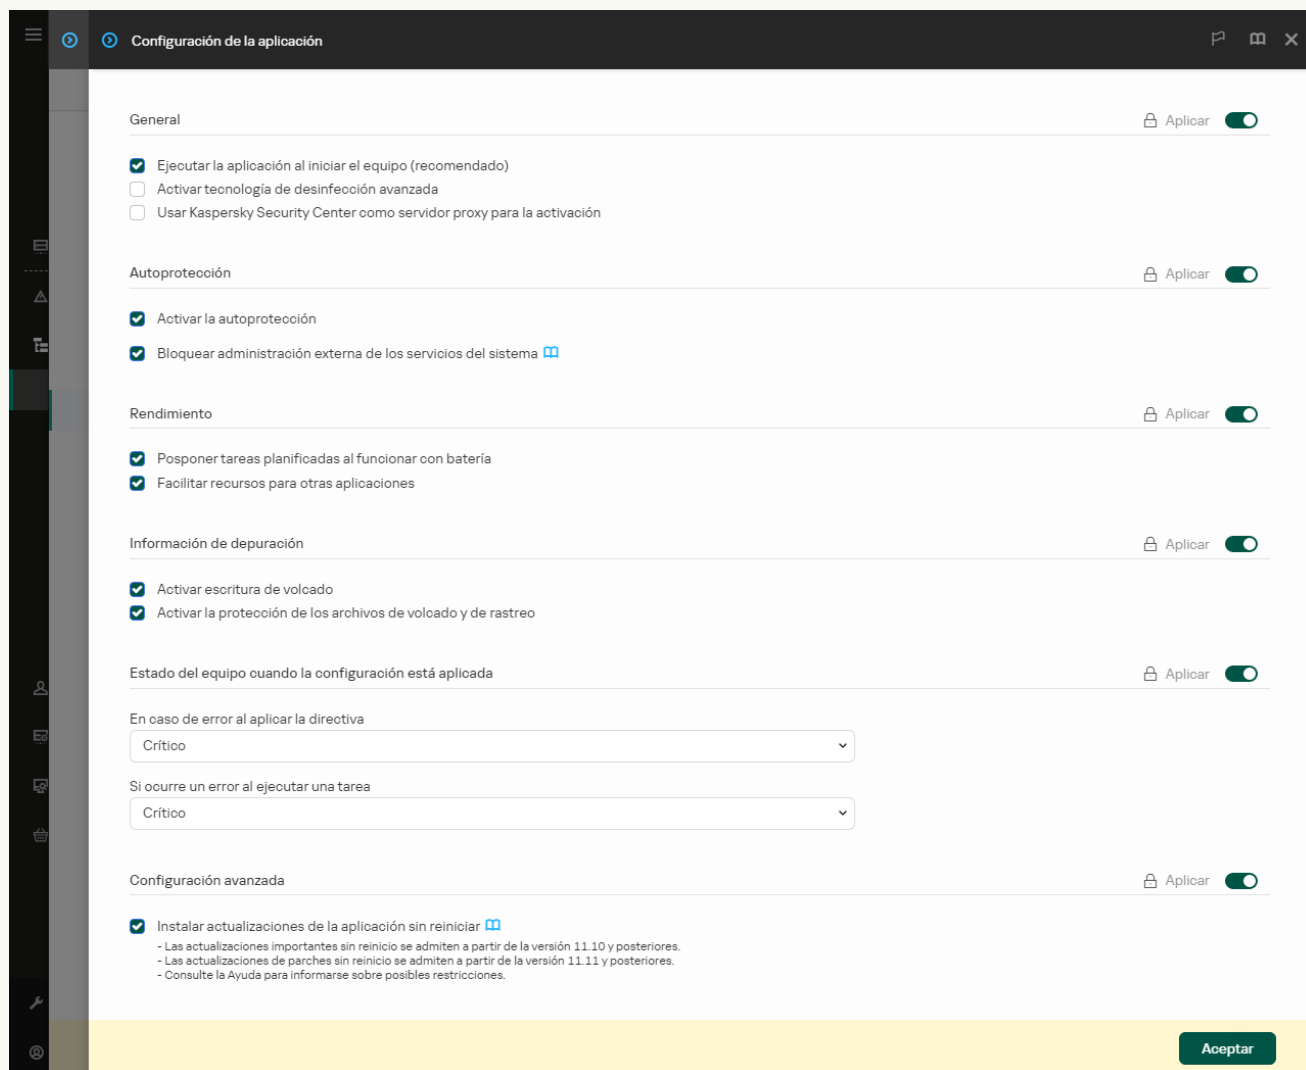 Configuración de la aplicación
General
Aplicar
Ejecutar la aplicación al iniciar el equipo (recomendado)
Activar tecnología de desinfección avanzada
Usar Kaspersky Security Center como servidor proxy para la activación
Autoprotección
Aplicar
Activar la autoprotección
Bloquear administración externa de los servicios del sistema
Rendimiento
Aplicar
Posponer tareas planificadas al funcionar con batería
Facilitar recursos para otras aplicaciones
Información de depuración
Aplicar
Activar escritura de volcado
Activar la protección de los archivos de volcado y de rastreo
Estado del equipo cuando la configuración está aplicada
Aplicar
En caso de error al aplicar la directiva
Crítico
Si ocurre un error al ejecutar una tarea
Crítico
Configuración avanzada
Aplicar
Instalar actualizaciones de la aplicación sin reiniciar
- Las actualizaciones importantes sin reinicio se admiten a partir de la versión 11.10 y posteriores.
- Las actualizaciones de parches sin reinicio se admiten a partir de la versión 11.11 y posteriores.
- Consulte la Ayuda para informarse sobre posibles restricciones.
Aceptar